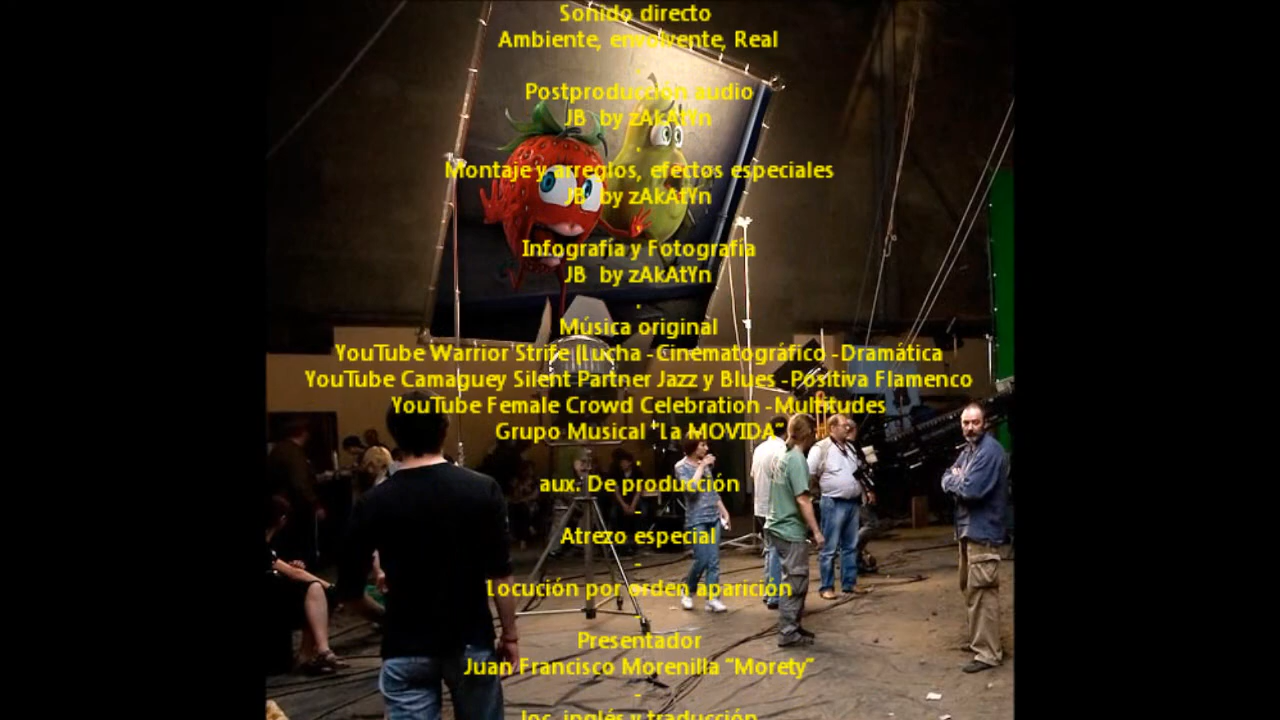 Sonido directo
Ambiente, envolvente, Real
.
Postproducción audio
JB by zAkAtYn
.
Montaje y arreglos, efectos especiales
JB by zAkAtYn
Infografía y Fotografía
JB by zAkAtYn
.
Música original
YouTube Warrior Strife (Lucha -Cinematográfico -Dramática
YouTube Camaguey Silent Partner Jazz y Blues -Positiva Flamenco
YouTube Female Crowd Celebration -Multitudes
Grupo Musical "La MOVIDA"
.
aux. De producción
-
Atrezo especial
-
Locución por orden aparición
-
Presentador
Juan Francisco Morenilla "Morety"
-
loc. inglés y traducción